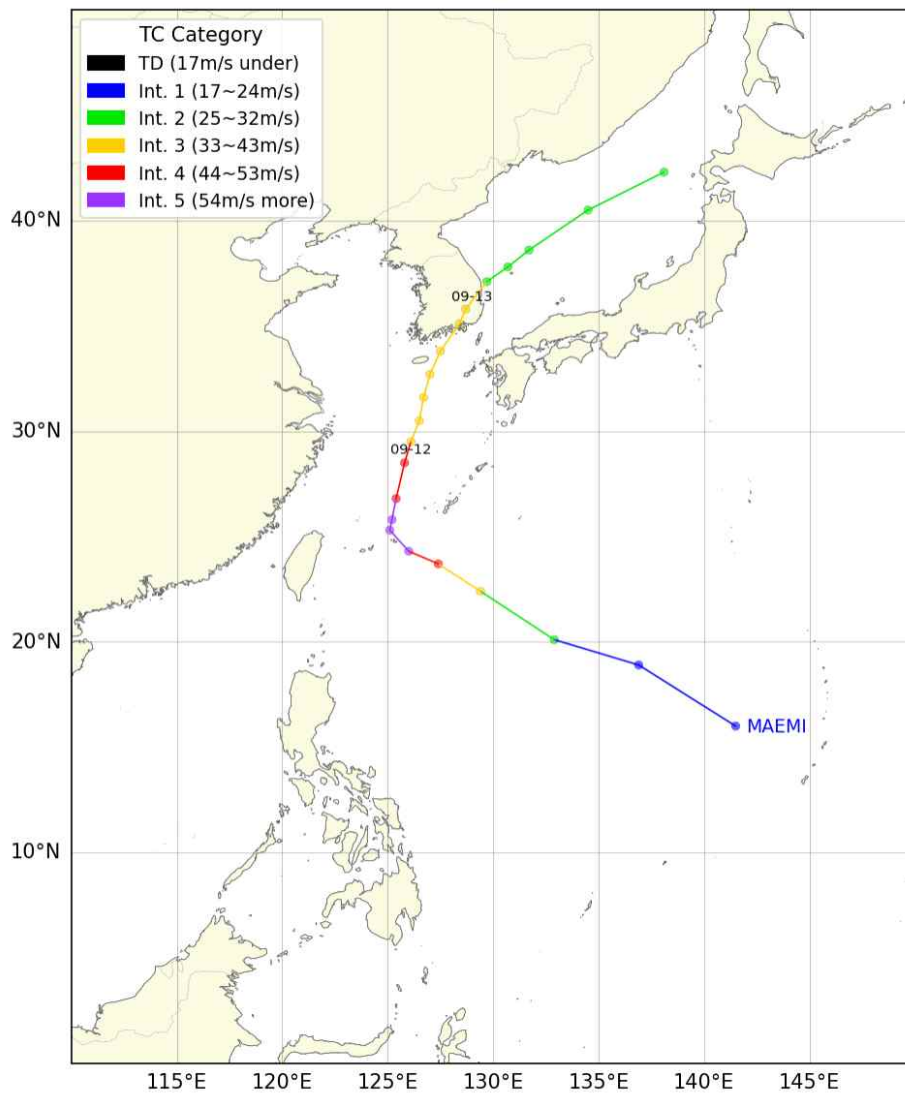 TC Category
TD (17m/s under)
Int. 1 (17~24m/s)
Int. 2 (25~32m/s)
Int. 3 (33~43m/s)
Int. 4 (44~53m/s)
Int. 5 (54m/s more)
40°N
09-13
30°N
09-12
20°N
MAEMI
10°N
115°E 120°E 125°E 130°E 135°E 140°E 145°E